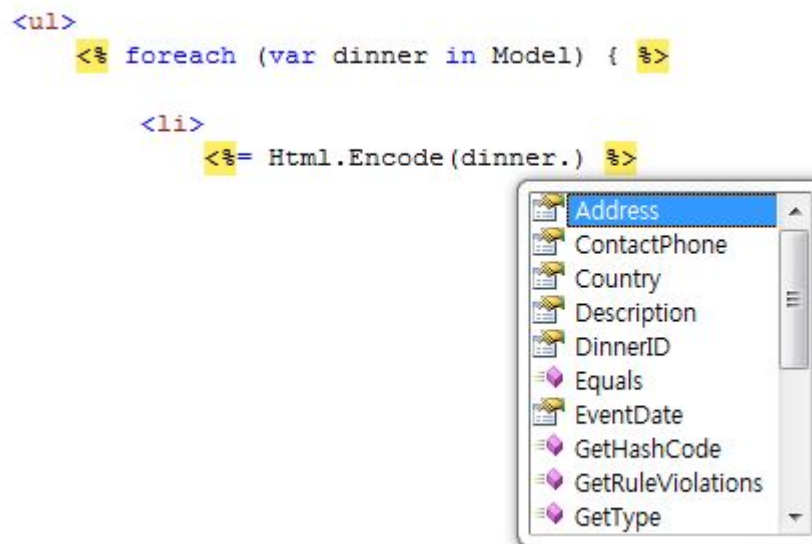 <ul>
<% foreach (var dinner in Model) { %>
<li>
<%= Html.Encode(dinner.) %>
Address
ContactPhone
Country
Description
DinnerID
Equals
EventDate
GetHashCode
GetRuleViolations
GetType